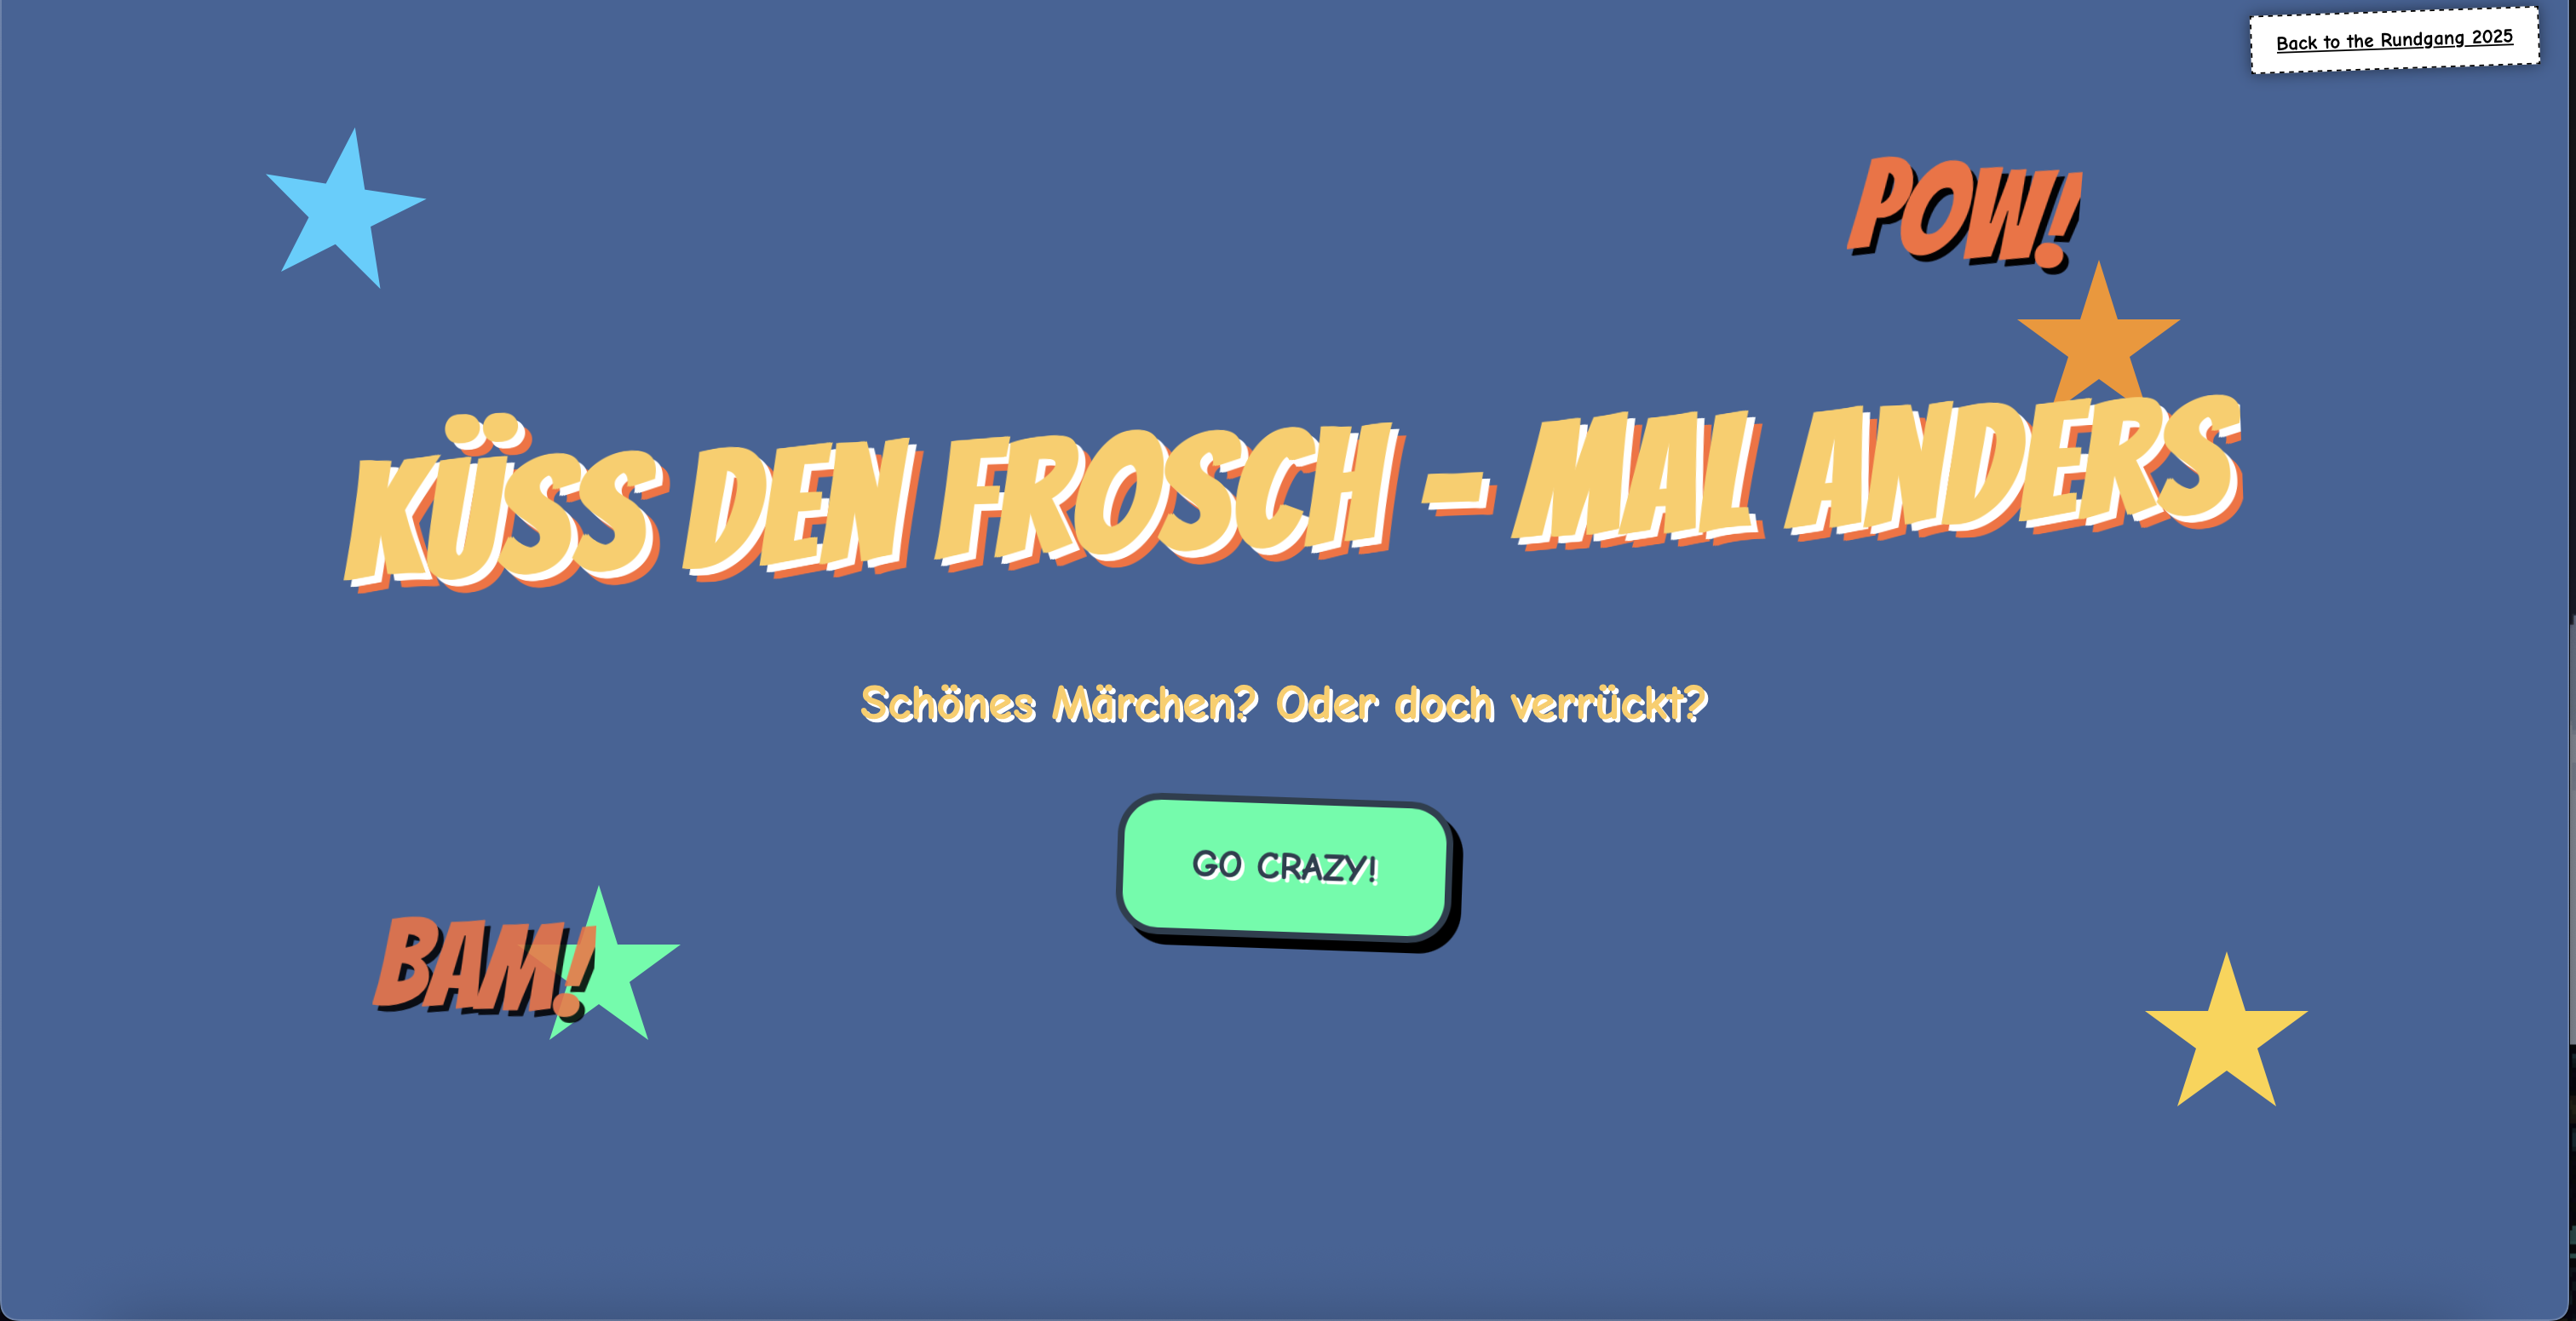 Back to the Rundgang 2025
POW!
KÜSS DEN FROSCH - MAL ANDERS
Schönes Märchen? Oder doch verrückt?
GO CRAZY!
BAM!